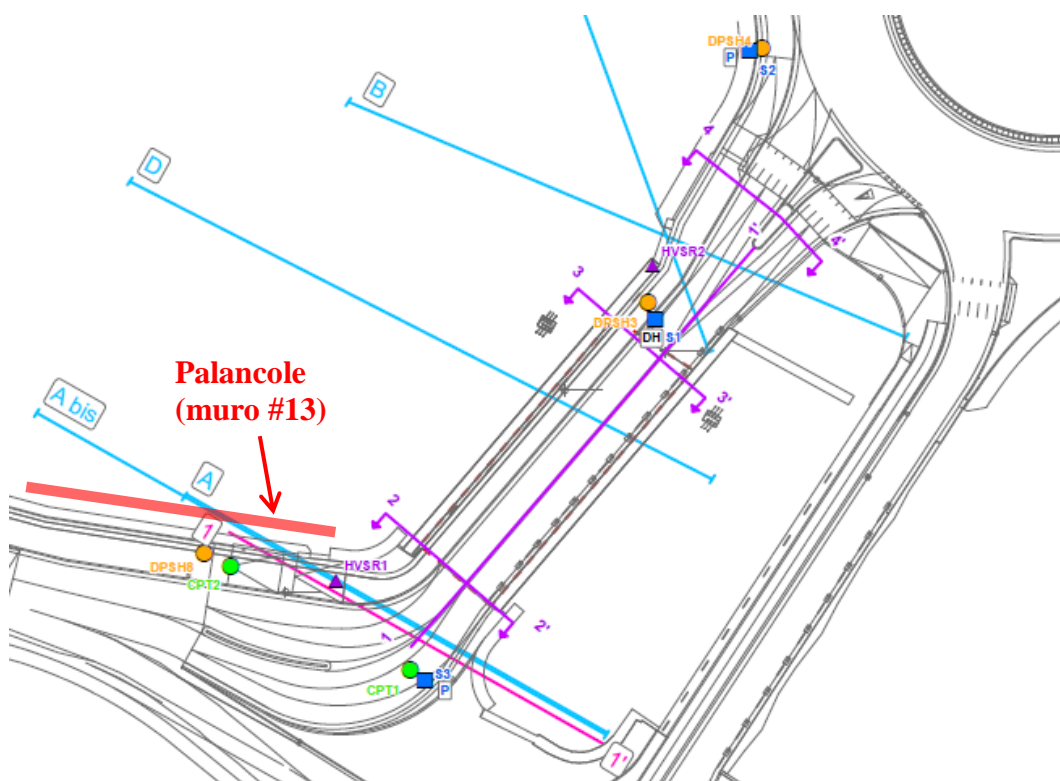 DPSH4
P
S2
B
4
D
1'
4'
HVSR2
3
DPSH3
DH S1
Palancole
(muro #13)
3'
A bis
A
2
1
HVSR1
DPSH8
CPT2
1
2'
S3
CPT1
P
1'